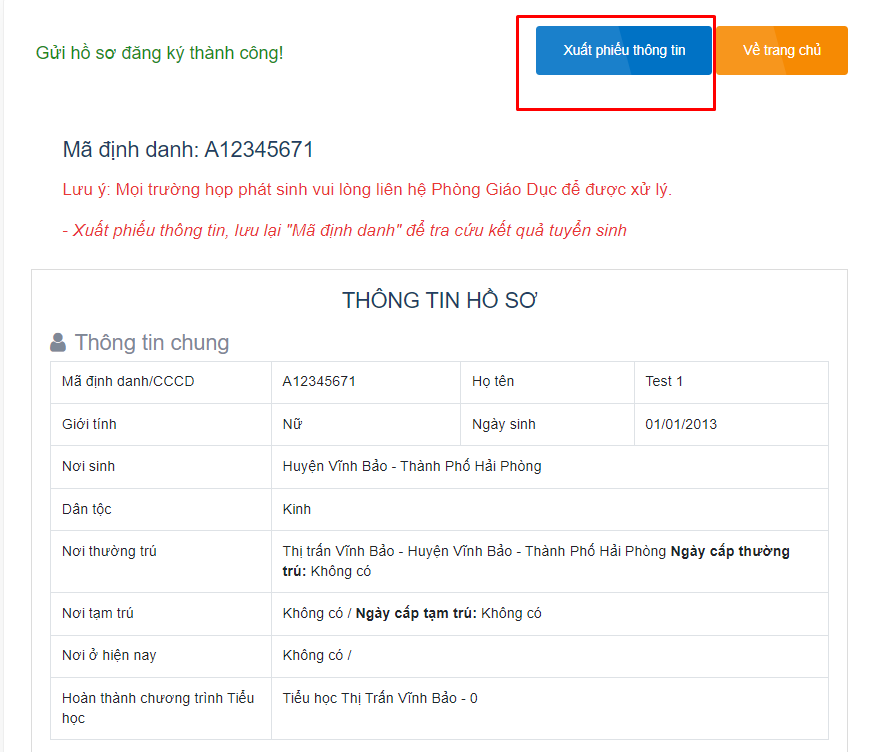 Gửi hồ sơ đăng ký thành công!
Xuất phiếu thông tin
Về trang chủ
Mã định danh: A12345671
Lưu ý: Mọi trường họp phát sinh vui lòng liên hệ Phòng Giáo Dục để được xử lý.
- Xuất phiếu thông tin, lưu lại "Mã định danh" để tra cứu kết quả tuyển sinh
THÔNG TIN HỒ SƠ
Thông tin chung
Mã định danh/CCCD A12345671 Họ tên Test 1
Giới tính Nữ Ngày sinh 01/01/2013
Nơi sinh Huyện Vĩnh Bảo - Thành Phố Hải Phòng
Dân tộc Kinh
Nơi thường trú Thị trấn Vĩnh Bảo - Huyện Vĩnh Bảo - Thành Phố Hải Phòng Ngày cấp thường
trú: Không có
Nơi tạm trú Không có / Ngày cấp tạm trú: Không có
Nơi ở hiện nay Không có /
Hoàn thành chương trình Tiểu Tiểu học Thị Trấn Vĩnh Bảo - 0
học